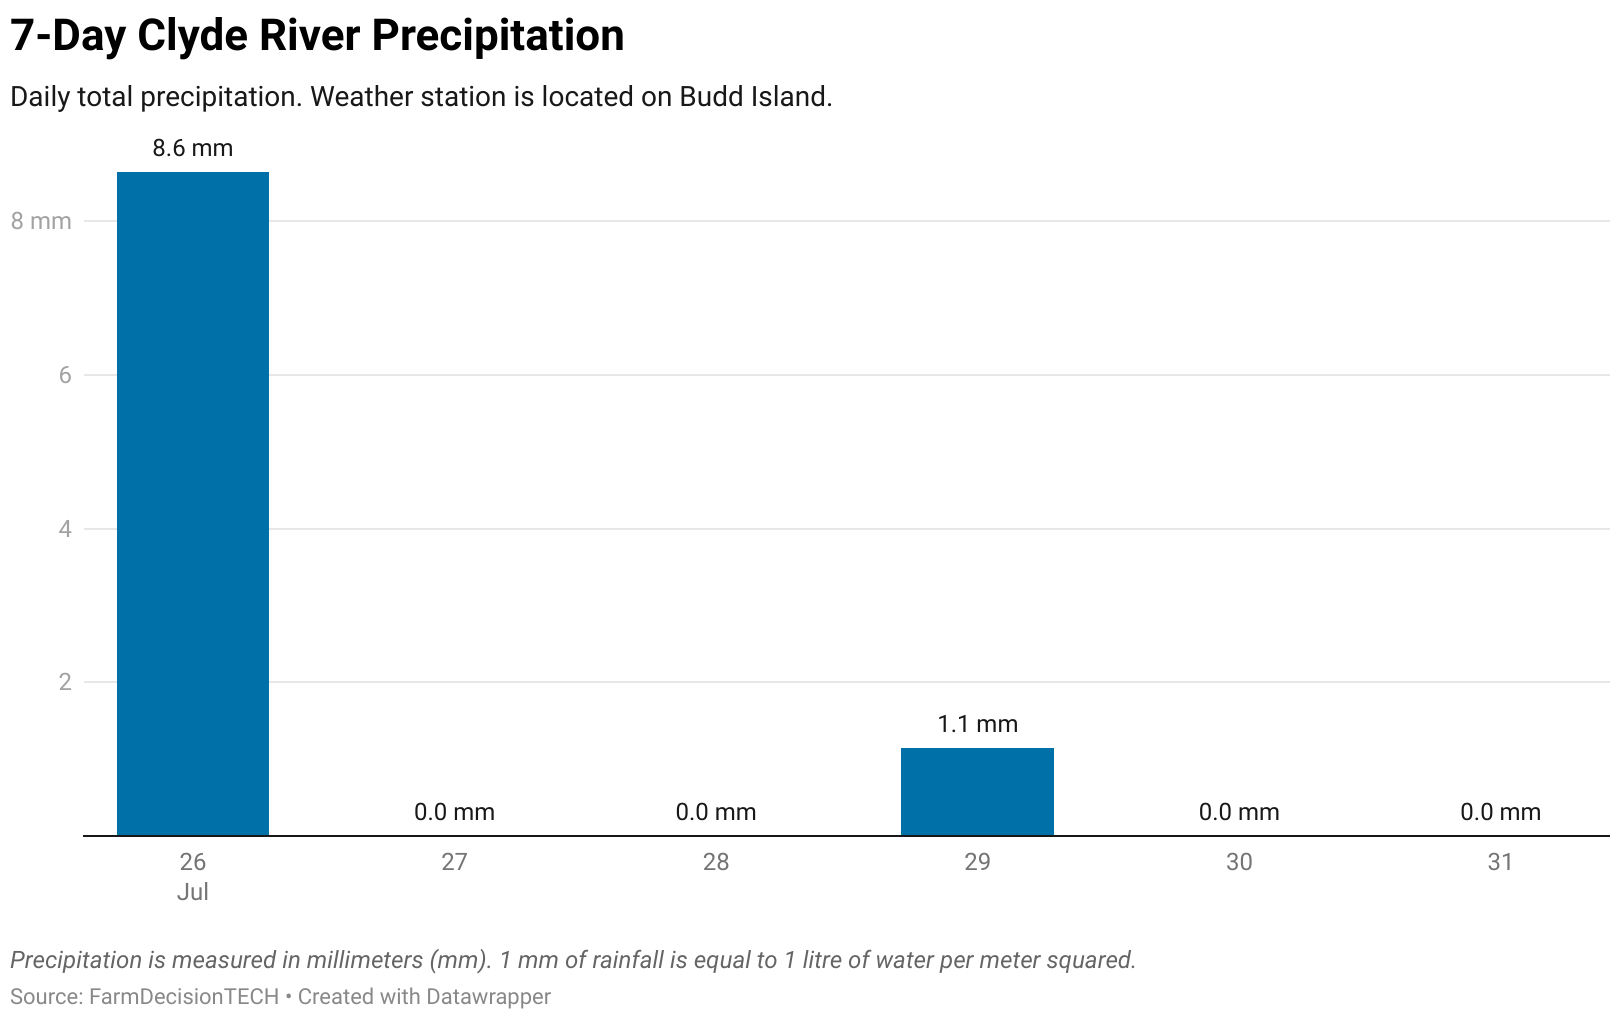 7-Day Clyde River Precipitation
Daily total precipitation. Weather station is located on Budd Island.
8.6 mm
8 mm
6
4
2
1.1 mm
0.0 mm
0.0 mm
0.0 mm
0.0 mm
26
27
28
29
30
31
Jul
Precipitation is measured in millimeters (mm). 1 mm of rainfall is equal to 1 litre of water per meter squared.
Source: FarmDecisionTECH • Created with Datawrapper